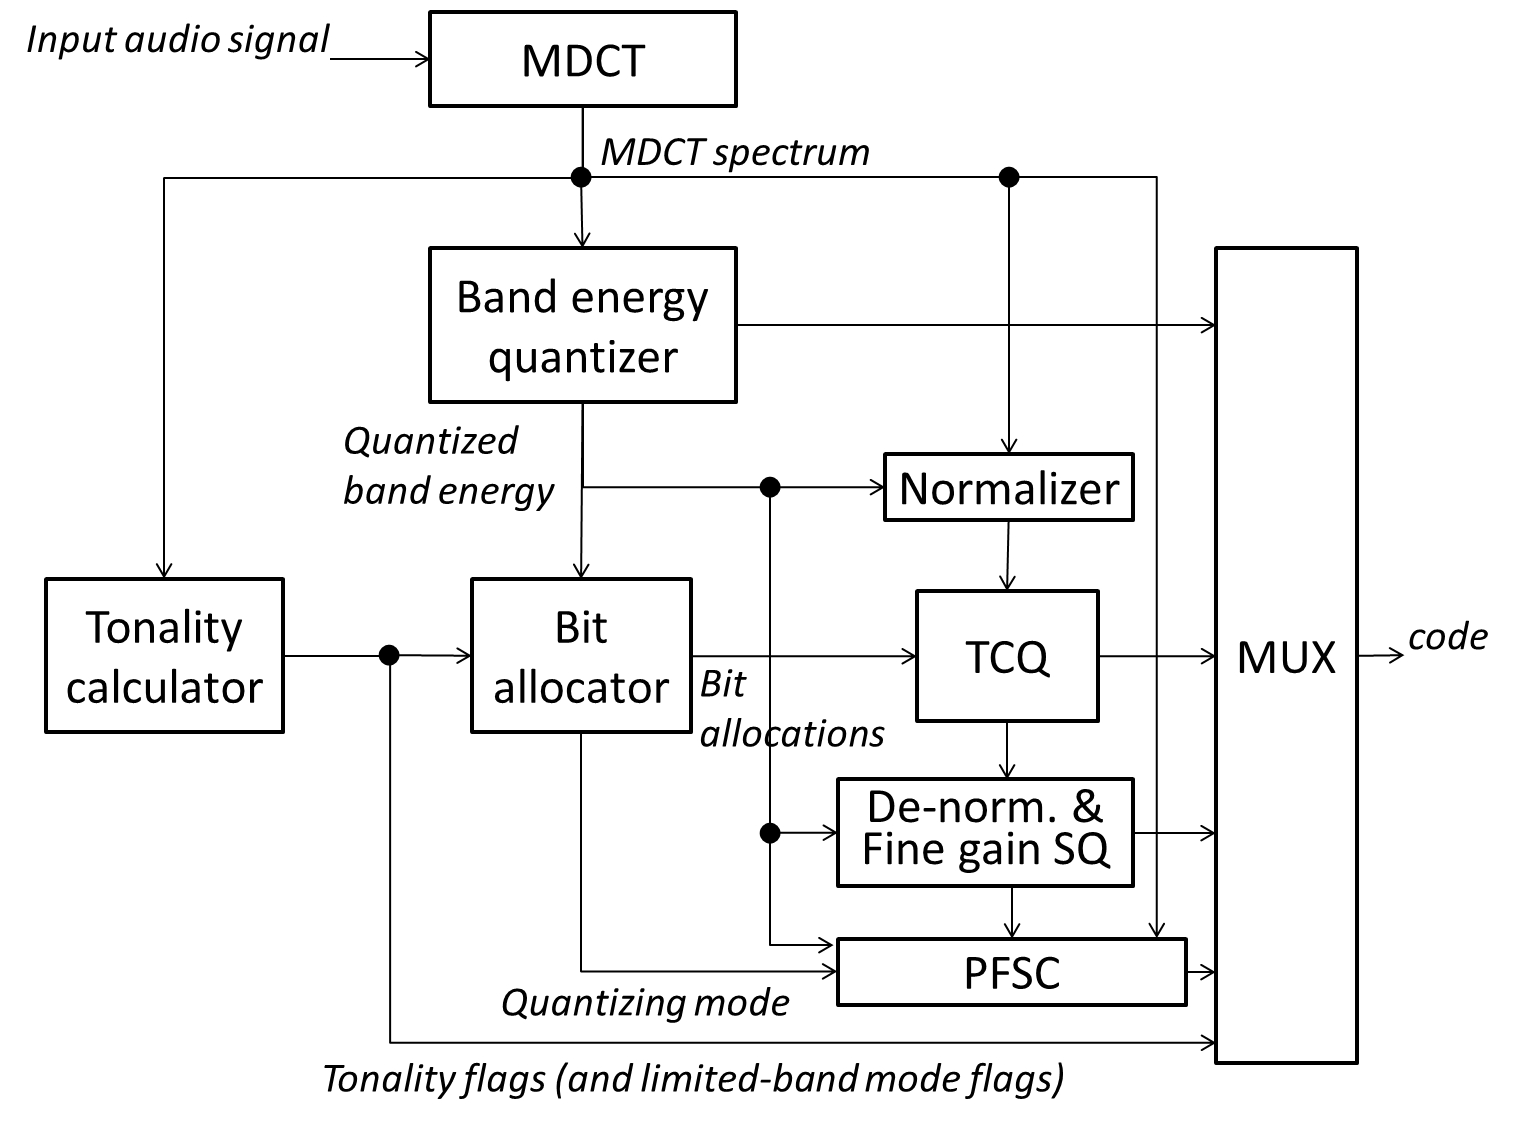 Input audio signal
MDCT
MDCT spectrum
Band energy
quantizer
Quantized
band energy
Normalizer
Tonality
calculator
Bit
allocator
Bit
allocations
TCQ
MUX
code
De-norm. &
Fine gain SQ
PFSC
Quantizing mode
Tonality flags (and limited-band mode flags)